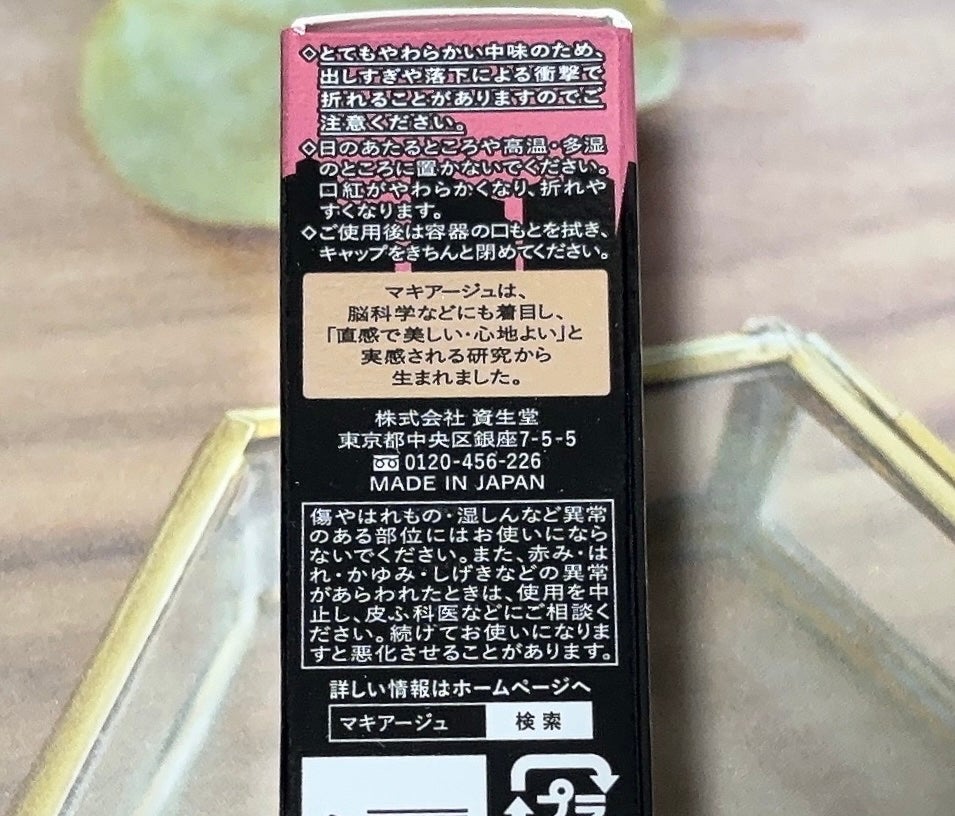 ◇とてもやわらかい中味のため、
出しすぎや落下による衝撃で
折れることがありますのでご
注意ください。
◇日のあたるところや高温・多湿
のところに置かないでください。
口紅がやわらかくなり、折れや
すくなります。
◇ご使用後は容器の口もとを拭き、
キャップをきちんと閉めてください。
マキアージュは、
脳科学などにも着目し、
「直感で美しい・心地よい」と
実感される研究から
生まれました。
株式会社 資生堂
東京都中央区銀座7-5-5
0120-456-226
MADE IN JAPAN
傷やはれもの・湿しんなど異常
のある部位にはお使いになら
ないでください。また、赤み・は
れ・かゆみ・しげきなどの異常
があらわれたときは、使用を中
止し、皮ふ科医などにご相談く
ださい。続けてお使いになりま
すと悪化させることがあります。
詳しい情報はホームページへ
マキアージュ 検索
プラ